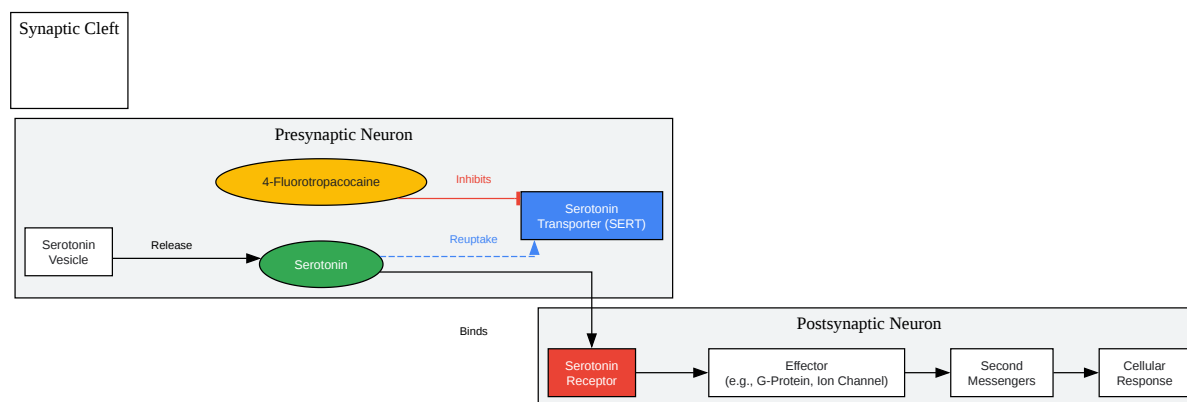 Synaptic Cleft
Presynaptic Neuron
4-Fluorotropacocaine
Inhibits
Serotonin
Transporter (SERT)
Serotonin
Vesicle
Release
Serotonin
Reuptake
Binds
Postsynaptic Neuron
Serotonin
Receptor
Effector
(e.g., G-Protein, Ion Channel)
Second
Messengers
Cellular
Response